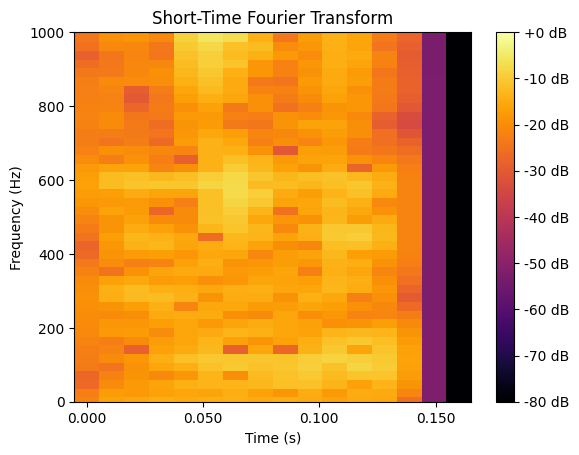 Short-Time Fourier Transform
1000
800
600
400
200
0
Frequency (Hz)
0.000
0.050
0.100
0.150
Time (s)
+0 dB
-10 dB
-20 dB
-30 dB
-40 dB
-50 dB
-60 dB
-70 dB
-80 dB